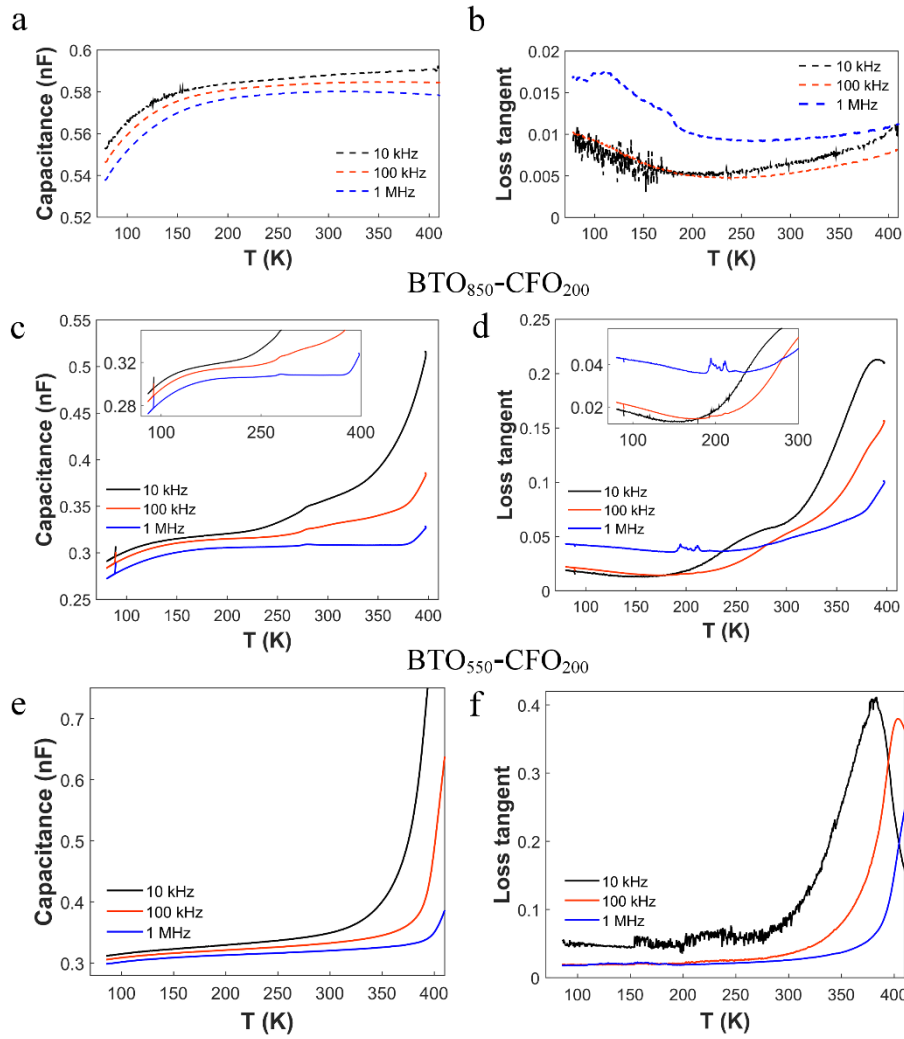 a
Capacitance (nF)
0.6
0.58
0.56
0.54
0.52
10 kHz
100 kHz
1 MHz
100 150 200 250 300 350 400
T (K)
b
Loss tangent
0.02
0.015
0.01
0.005
0
10 kHz
100 kHz
1 MHz
100 150 200 250 300 350 400
T (K)
BTO₈₅₀-CFO₂₀₀
c
Capacitance (nF)
0.55
0.5
0.45
0.4
0.35
0.3
0.25
0.32
0.28
100 250 400
10 kHz
100 kHz
1 MHz
100 150 200 250 300 350 400
T (K)
d
Loss tangent
0.25
0.2
0.15
0.1
0.05
0
0.04
0.02
100 200 300
10 kHz
100 kHz
1 MHz
100 150 200 250 300 350 400
T (K)
BTO₅₅₀-CFO₂₀₀
e
Capacitance (nF)
0.7
0.6
0.5
0.4
0.3
10 kHz
100 kHz
1 MHz
100 150 200 250 300 350 400
T (K)
f
Loss tangent
0.4
0.3
0.2
0.1
0
10 kHz
100 kHz
1 MHz
100 150 200 250 300 350 400
T (K)